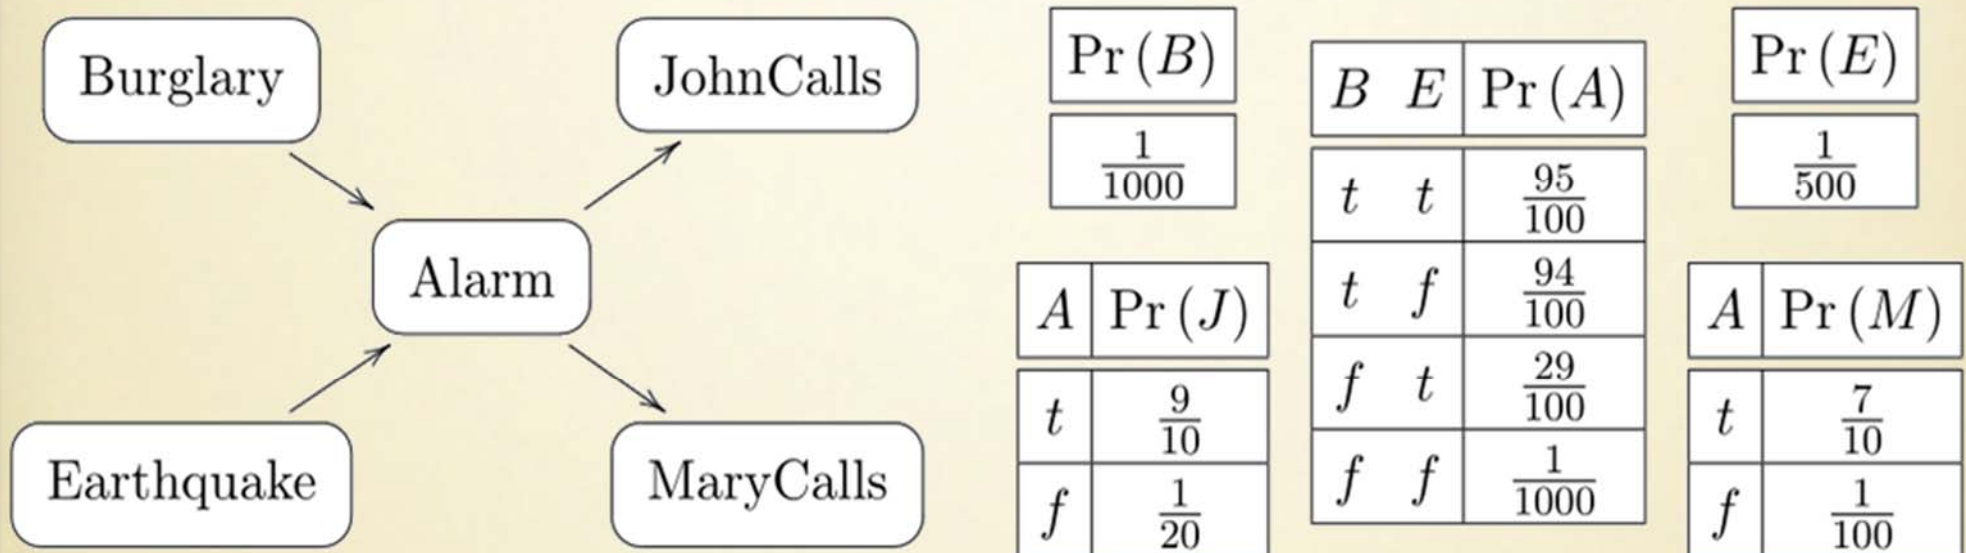 Burglary
JohnCalls
Alarm
Earthquake
MaryCalls
Pr (B)
1/1000
B E Pr (A)
t t 95/100
t f 94/100
f t 29/100
f f 1/1000
Pr (E)
1/500
A Pr (J)
t 9/10
f 1/20
A Pr (M)
t 7/10
f 1/100